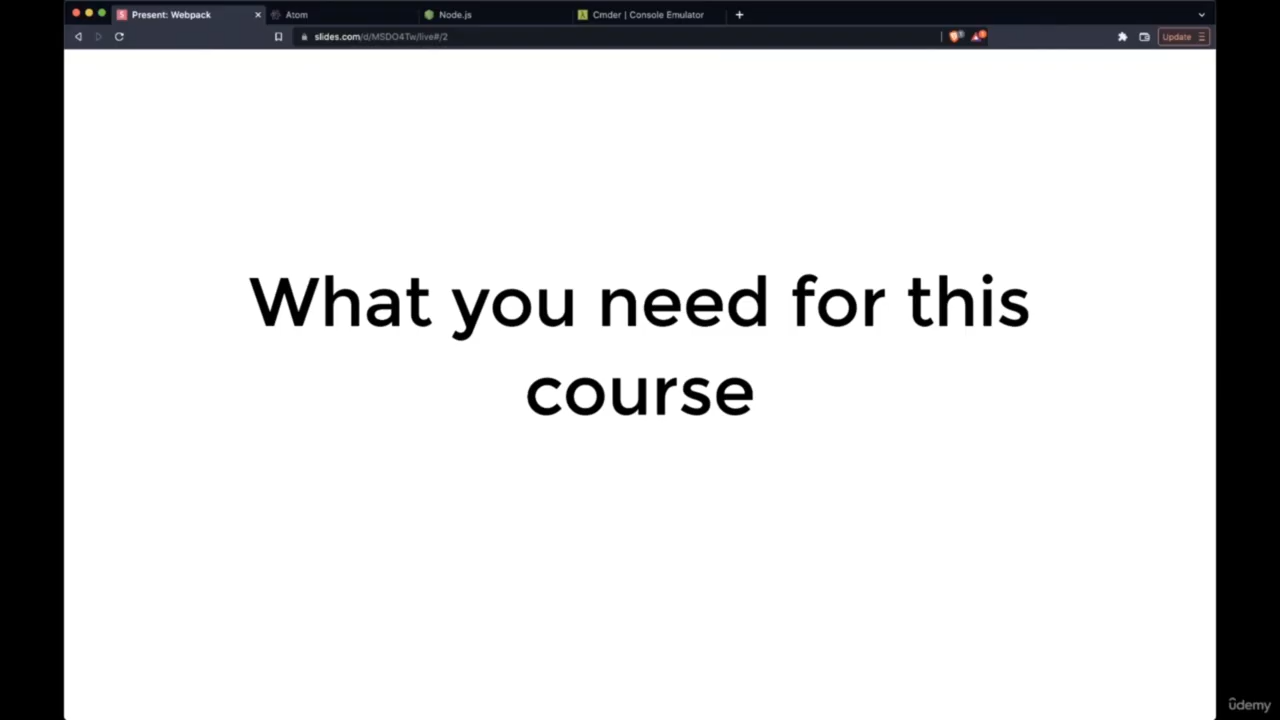 Present: Webpack
Atom
Node.js
Cmder | Console Emulator
slides.com/d/MSDO4Tw/live#/2
Update
What you need for this
course
ûdemy